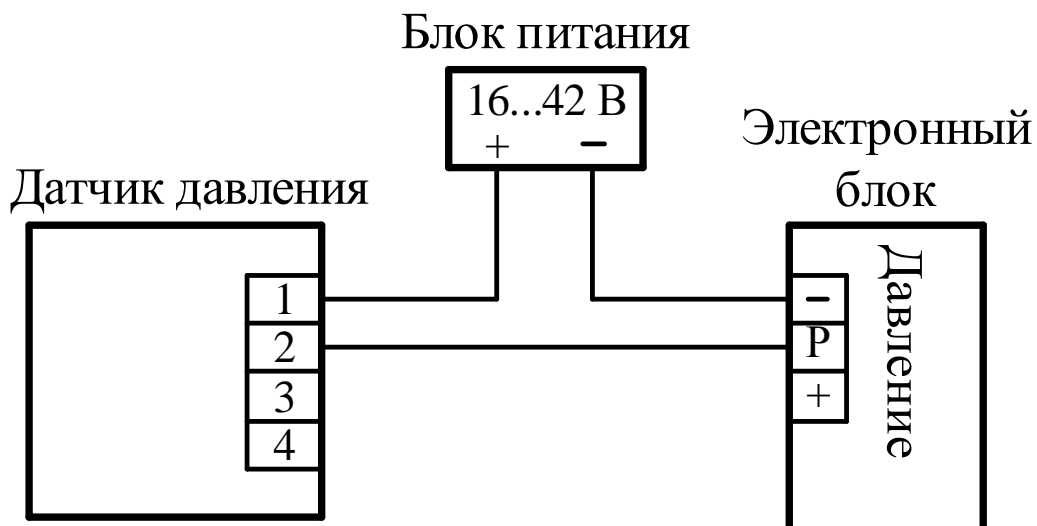 Блок питания
16...42 В
+ −
Электронный
блок
Датчик давления
1
2
3
4
−
P
+
Давление